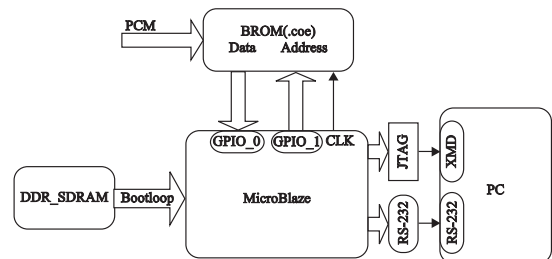 PCM
BROM(.coe)
Data Address
GPIO_0
GPIO_1
CLK
DDR_SDRAM
Bootloop
MicroBlaze
JTAG
XMD
PC
RS-232
RS-232